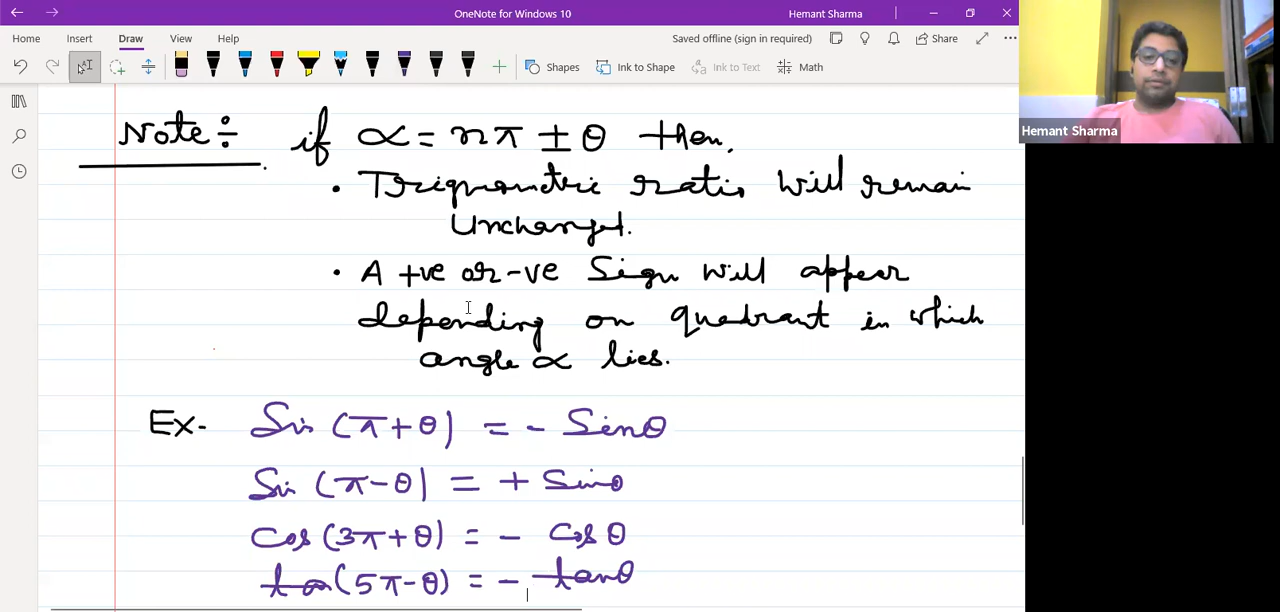 OneNote for Windows 10
Hemant Sharma
Home Insert Draw View Help
Saved offline (sign in required)
Share
Shapes
Ink to Shape
Ink to Text
Math
Hemant Sharma
Note:- if α = nπ ± θ then,
• Trignometric ratio will remain
Unchanged.
• A +ve or -ve Sign will appear
depending on quadrant in which
angle α lies.
Ex- Sin (π+θ) = - Sinθ
Sin (π-θ) = + Sinθ
Cos (3π+θ) = - Cos θ
tan (5π-θ) = - tanθ